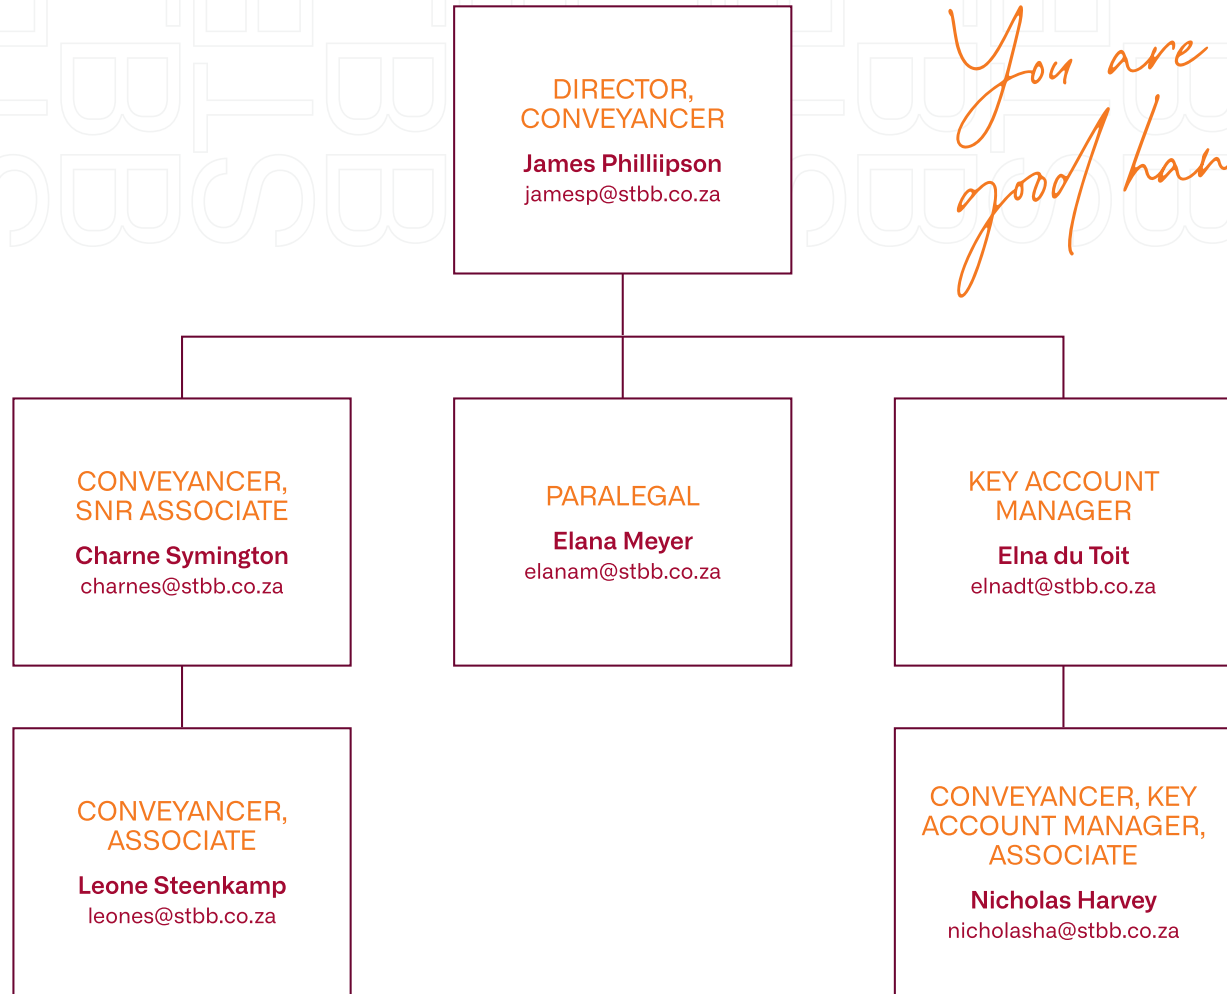 You are
good
DIRECTOR,
CONVEYANCER
James Philliipson
jamesp@stbb.co.za
CONVEYANCER,
SNR ASSOCIATE
Charne Symington
charnes@stbb.co.za
PARALEGAL
Elana Meyer
elanam@stbb.co.za
KEY ACCOUNT
MANAGER
Elna du Toit
elnadt@stbb.co.za
CONVEYANCER,
ASSOCIATE
Leone Steenkamp
leones@stbb.co.za
CONVEYANCER, KEY
ACCOUNT MANAGER,
ASSOCIATE
Nicholas Harvey
nicholasha@stbb.co.za